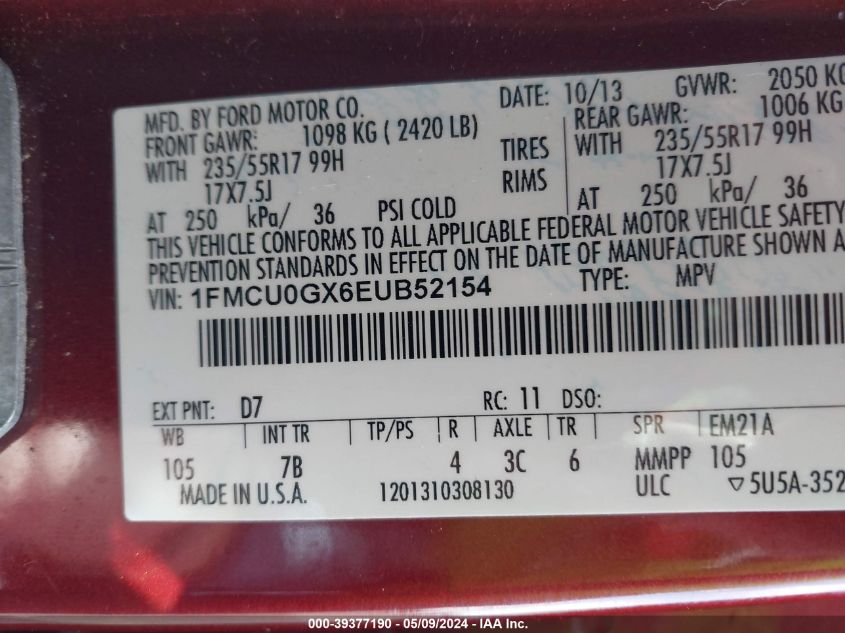 MFD. BY FORD MOTOR CO. DATE: 10/13 GVWR: 2050 KG
FRONT GAWR: 1098 KG ( 2420 LB) REAR GAWR: 1006 KG
WITH 235/55R17 99H TIRES WITH 235/55R17 99H
17X7.5J RIMS 17X7.5J
AT 250 kPa/ 36 PSI COLD AT 250 kPa/ 36
THIS VEHICLE CONFORMS TO ALL APPLICABLE FEDERAL MOTOR VEHICLE SAFETY
PREVENTION STANDARDS IN EFFECT ON THE DATE OF MANUFACTURE SHOWN A
VIN: 1FMCU0GX6EUB52154 TYPE: MPV
EXT PNT: D7 RC: 11 DSO:
WB INT TR TP/PS R AXLE TR SPR EM21A
105 7B 4 3C 6 MMPP 105
MADE IN U.S.A. 1201310308130 ULC ▽5U5A-352
000-39377190 - 05/09/2024 - IAA Inc.